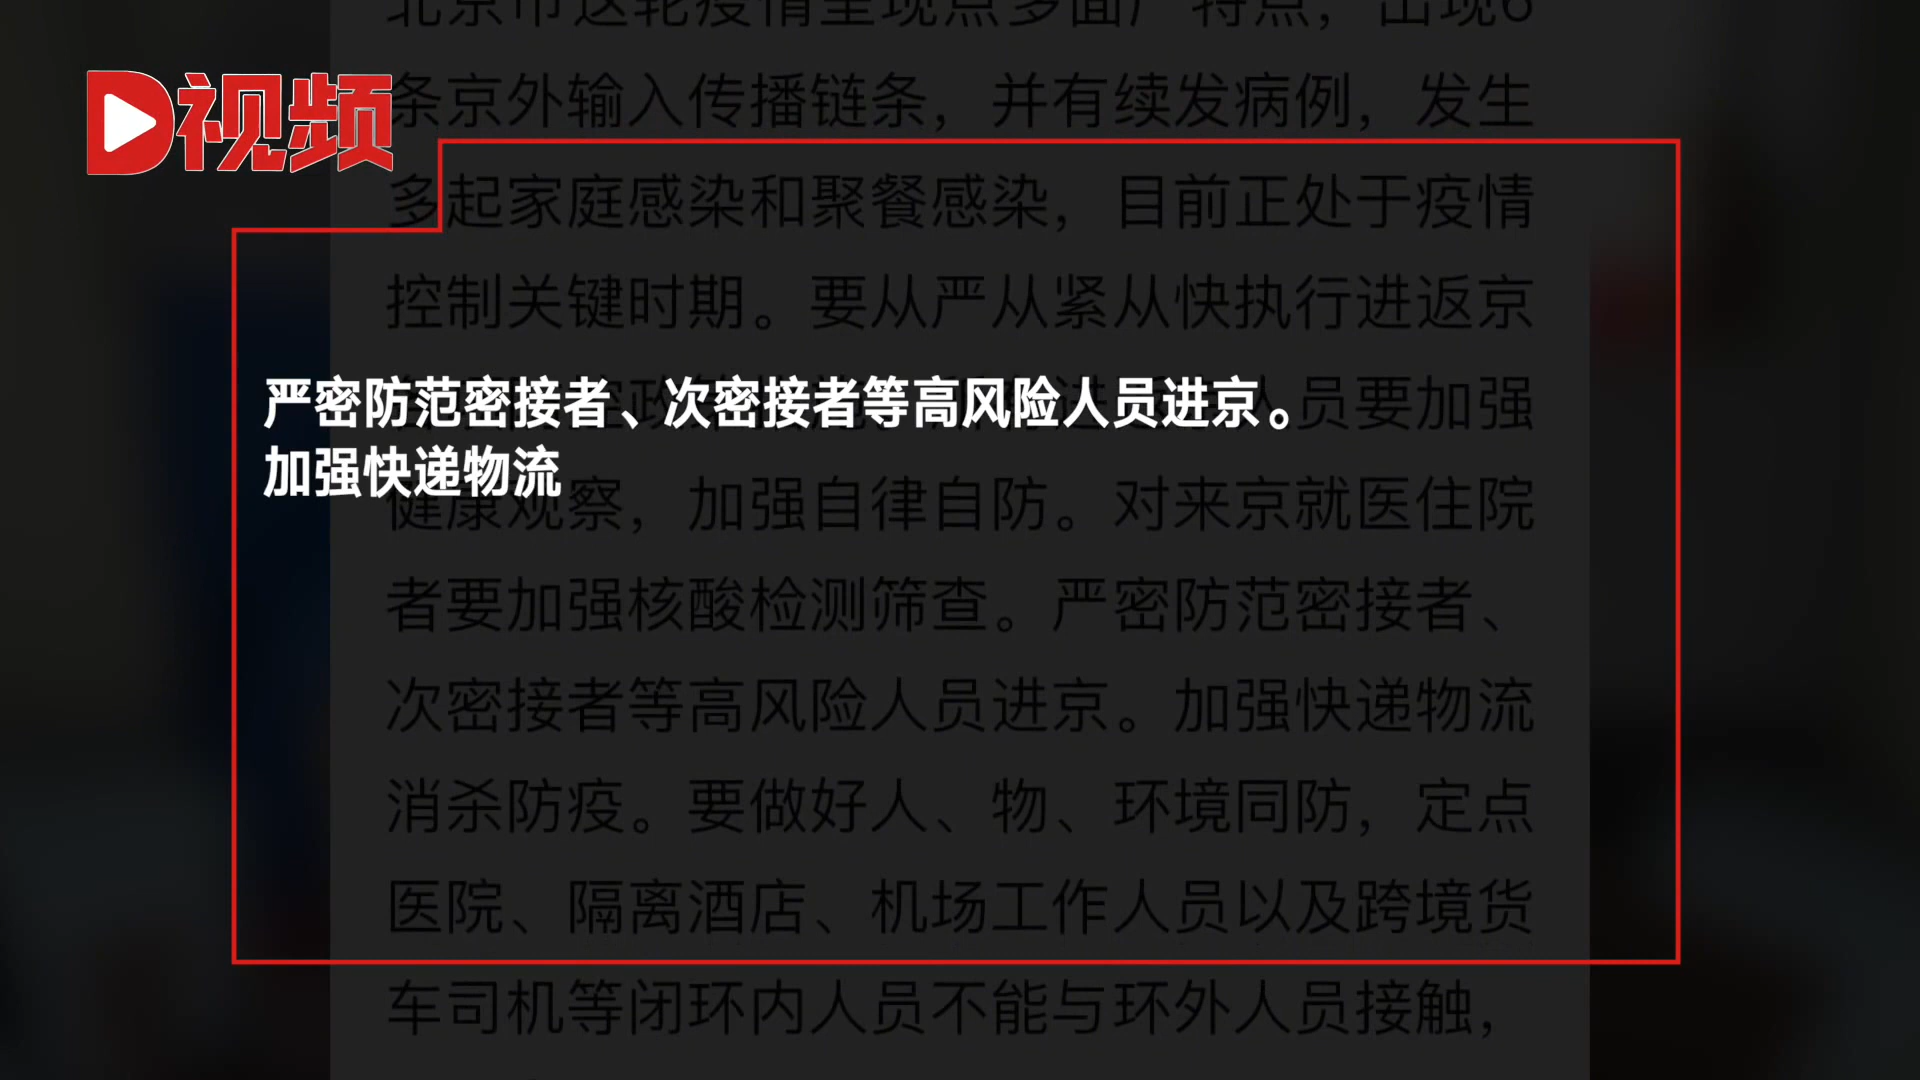 北京市这轮疫情呈现点多面广特点，出现6
视频
条京外输入传播链条，并有续发病例，发生
多起家庭感染和聚餐感染，目前正处于疫情
控制关键时期。要从严从紧从快执行进返京
严密防范密接者、次密接者等高风险人员进京。
人员要加强
加强快递物流
健康观察，加强自律自防。对来京就医住院
者要加强核酸检测筛查。严密防范密接者、
次密接者等高风险人员进京。加强快递物流
消杀防疫。要做好人、物、环境同防，定点
医院、隔离酒店、机场工作人员以及跨境货
车司机等闭环内人员不能与环外人员接触，